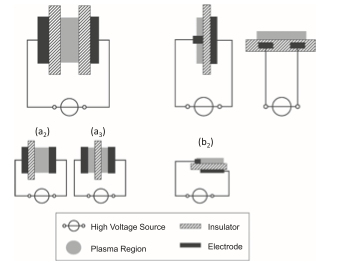 (a₂) (a₃) (b₂)
High Voltage Source Insulator
Plasma Region Electrode